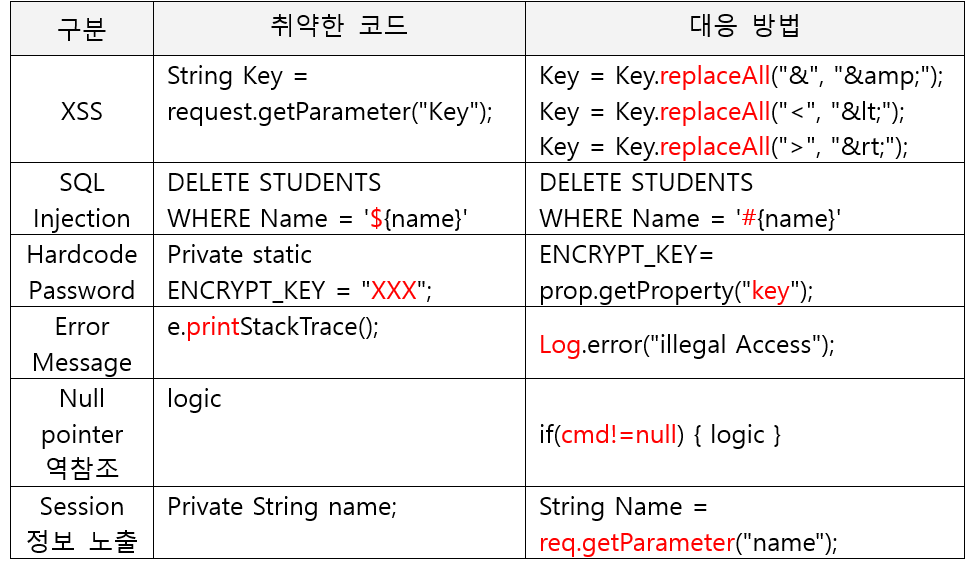 구분 취약한 코드 대응 방법
XSS
String Key =
request.getParameter("Key");
Key = Key.replaceAll("&", "&amp;");
Key = Key.replaceAll("<", "&lt;");
Key = Key.replaceAll(">", "&rt;");
SQL
Injection
DELETE STUDENTS
WHERE Name = '${name}'
DELETE STUDENTS
WHERE Name = '#{name}'
Hardcode
Password
Private static
ENCRYPT_KEY = "XXX";
ENCRYPT_KEY=
prop.getProperty("key");
Error
Message
e.printStackTrace();
Log.error("illegal Access");
Null
pointer
역참조
logic
if(cmd!=null) { logic }
Session
정보 노출
Private String name;
String Name =
req.getParameter("name");